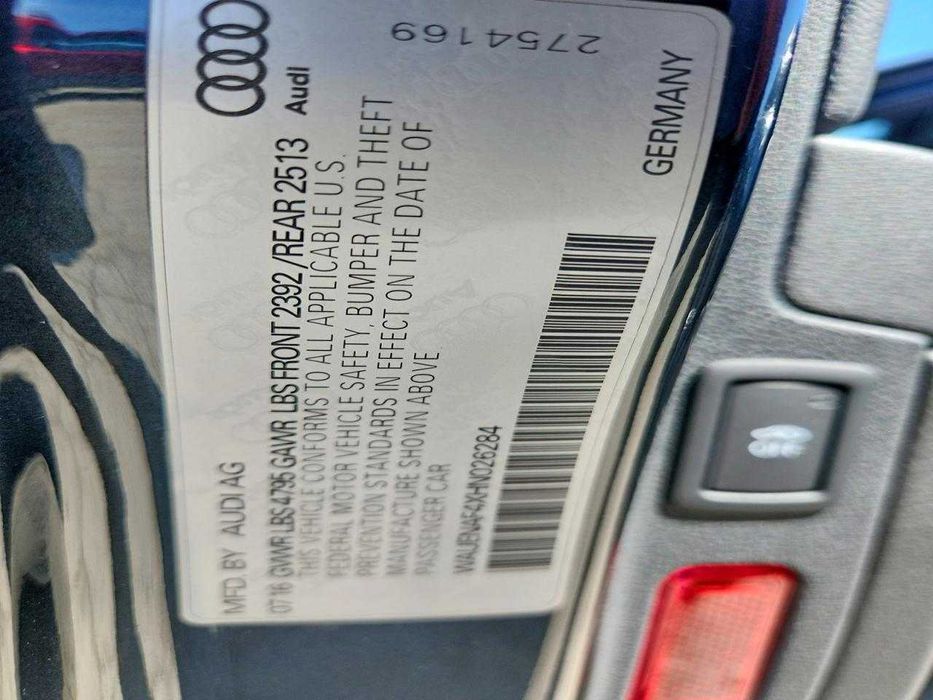 MFD. BY AUDI AG
07 16 GVWR LBS 4795 GAWR LBS FRONT 2392 / REAR 2513
THIS VEHICLE CONFORMS TO ALL APPLICABLE U.S.
FEDERAL MOTOR VEHICLE SAFETY, BUMPER AND THEFT
PREVENTION STANDARDS IN EFFECT ON THE DATE OF
MANUFACTURE SHOWN ABOVE
PASSENGER CAR
WAUENAF4XHN026284
Audi
2754169
GERMANY
OFF